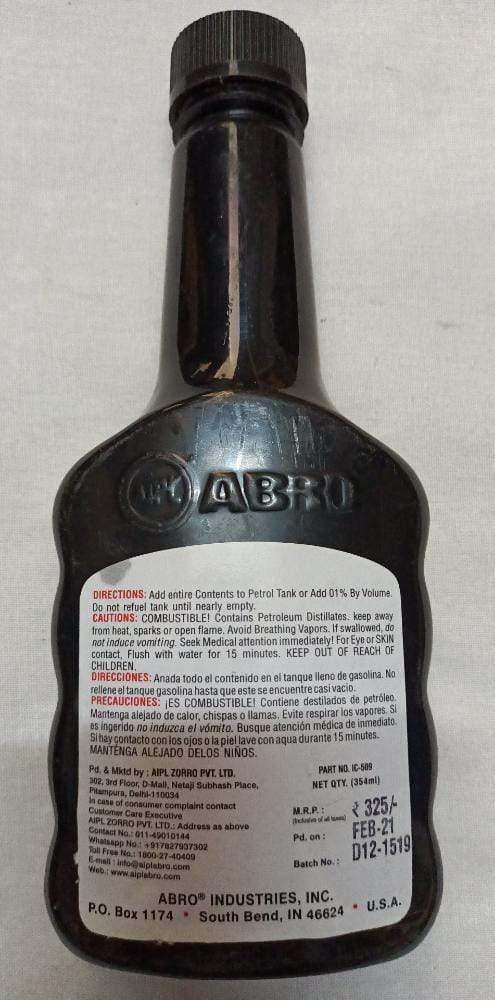 AIPL ABRO
DIRECTIONS: Add entire Contents to Petrol Tank or Add 01% By Volume.
Do not refuel tank until nearly empty.
CAUTIONS: COMBUSTIBLE! Contains Petroleum Distillates. keep away
from heat, sparks or open flame. Avoid Breathing Vapors. If swallowed, do
not induce vomiting. Seek Medical attention immediately! For Eye or SKIN
contact, Flush with water for 15 minutes. KEEP OUT OF REACH OF
CHILDREN.
DIRECCIONES: Anada todo el contenido en el tanque lleno de gasolina. No
rellene el tanque gasolina hasta que este se encuentre casi vacio.
PRECAUCIONES: ¡ES COMBUSTIBLE! Contiene destilados de petróleo.
Mantenga alejado de calor, chispas o llamas. Evite respirar los vapores. Si
es ingerido no induzca el vómito. Busque atención médica de inmediato.
Si hay contacto con los ojos o la piel lave con aqua durante 15 minutes.
MANTENGA ALEJADO DELOS NIÑOS.
Pd. & Mktd by : AIPL ZORRO PVT. LTD.
302, 3rd Floor, D-Mall, Netaji Subhash Place,
Pitampura, Delhi-110034
In case of consumer complaint contact
Customer Care Executive
AIPL ZORRO PVT. LTD.: Address as above
Contact No.: 011-49010144
Whatsapp No.: +917827937302
Toll Free No.: 1800-27-40409
E-mail : info@aiplabro.com
Web.: www.aiplabro.com
PART NO. IC-509
NET QTY. (354ml)
M.R.P. : ₹ 325/-
(Inclusive of all taxes)
Pd. on : FEB-21
Batch No. : D12-1519
ABRO® INDUSTRIES, INC.
P.O. Box 1174 • South Bend, IN 46624 • U.S.A.